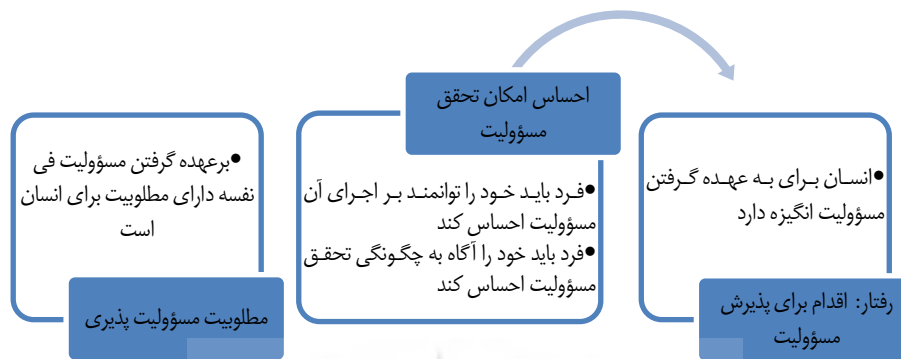 برعهده گرفتن مسؤولیت فی
نفسه دارای مطلوبیت برای انسان
است
مطلوبیت مسؤولیت پذیری
احساس امکان تحقق
مسؤولیت
فرد باید خود را توانمند بر اجرای آن
مسؤولیت احساس کند
فرد باید خود را آگاه به چگونگی تحقق
مسؤولیت احساس کند
انسان برای به عهده گرفتن
مسؤولیت انگیزه دارد
رفتار: اقدام برای پذیرش
مسؤولیت